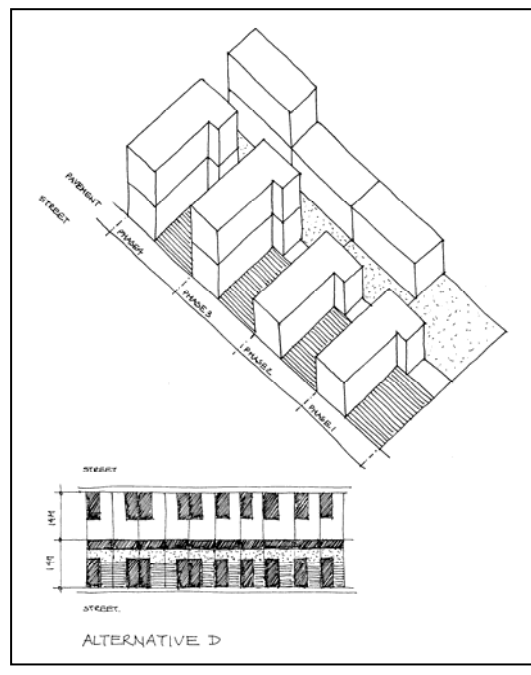 PAVEMENT
STREET
PHASE 4
PHASE 3
PHASE 2
PHASE 1
STREET
14M
14M
STREET.
ALTERNATIVE D